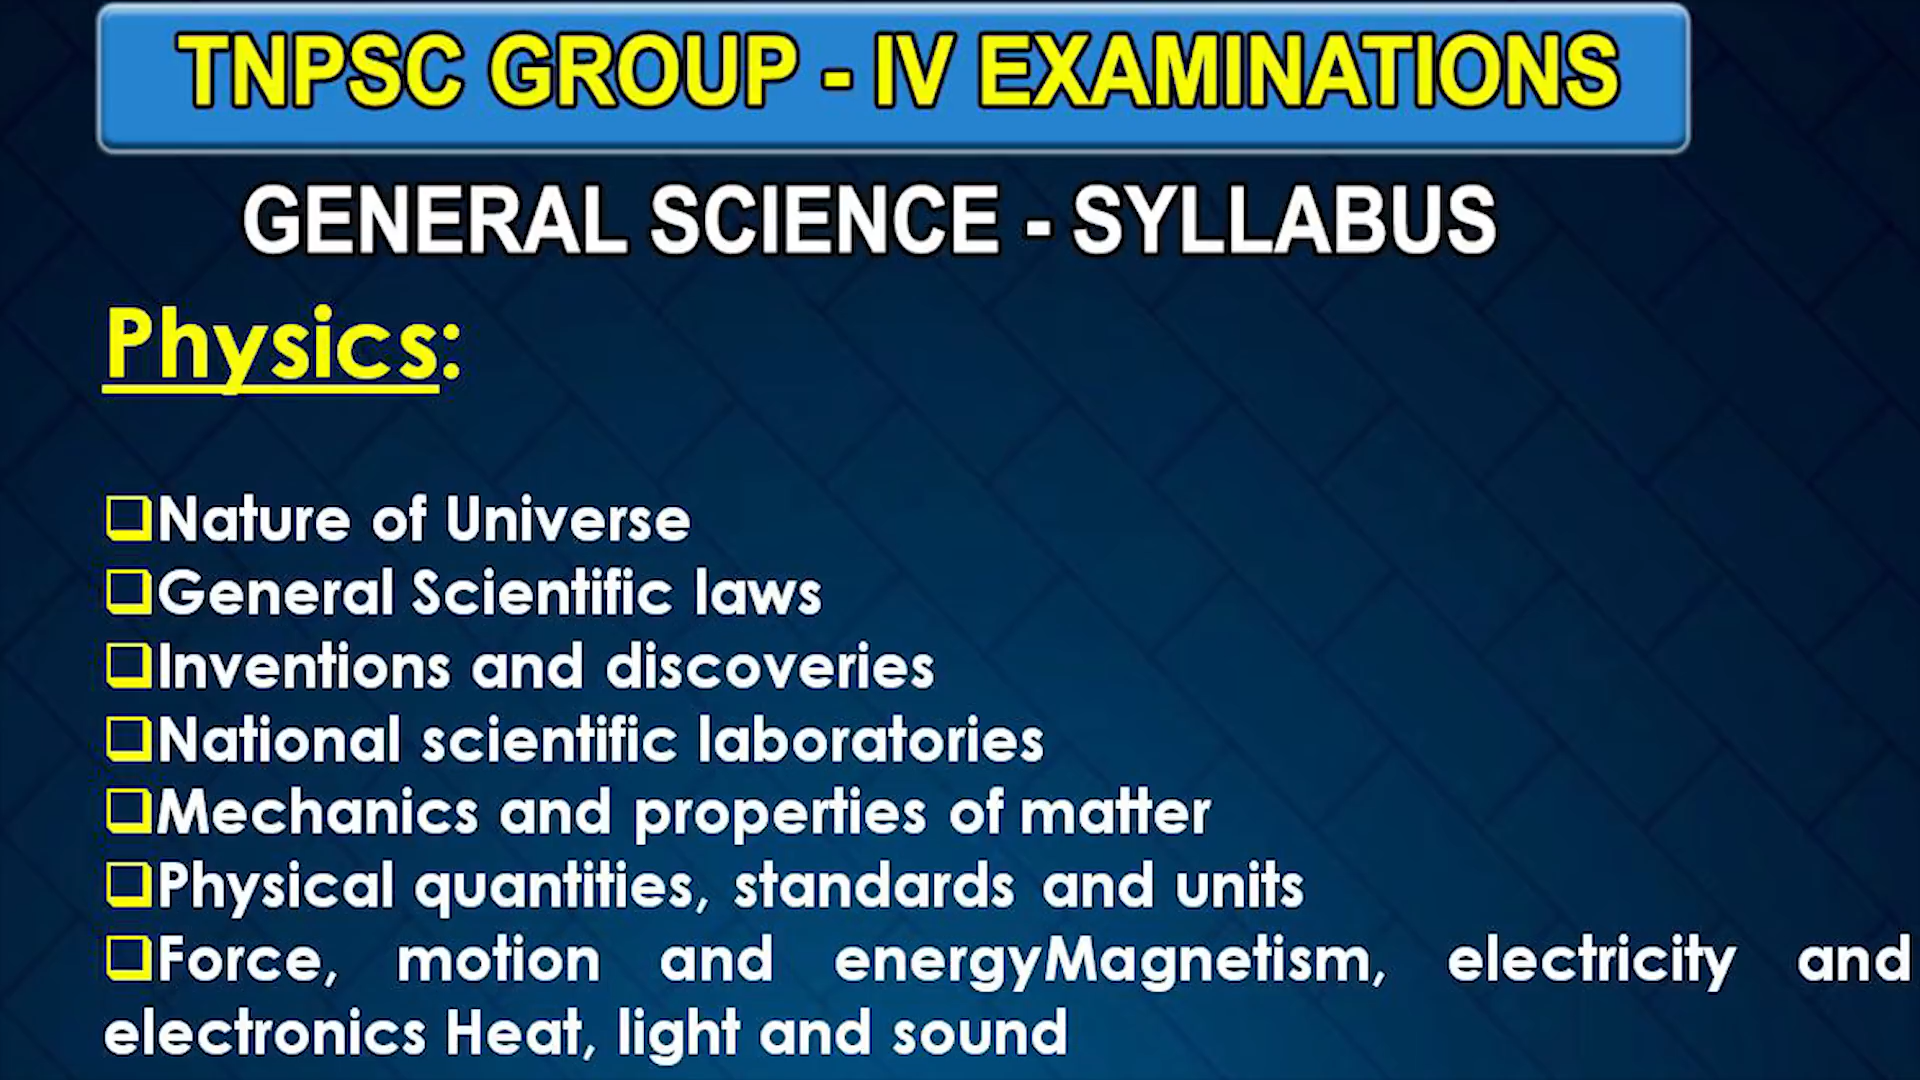 TNPSC GROUP - IV EXAMINATIONS
GENERAL SCIENCE - SYLLABUS
Physics:
❑Nature of Universe
❑General Scientific laws
❑Inventions and discoveries
❑National scientific laboratories
❑Mechanics and properties of matter
❑Physical quantities, standards and units
❑Force, motion and energyMagnetism, electricity and
electronics Heat, light and sound